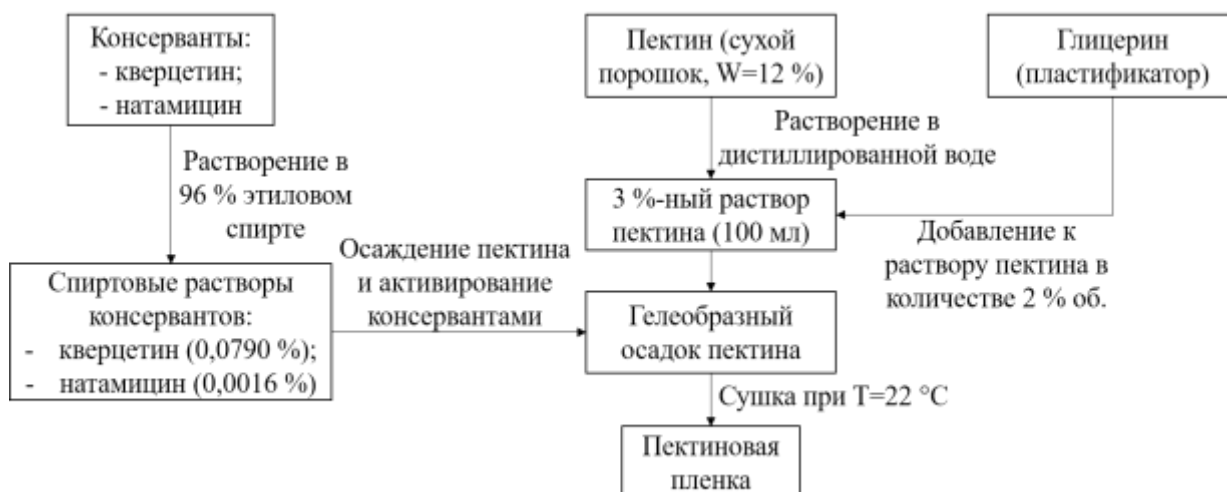 Консерванты:
- кверцетин;
- натамицин
Пектин (сухой
порошок, W=12 %)
Глицерин
(пластификатор)
Растворение в
96 % этиловом
спирте
Растворение в
дистиллированной воде
3 %-ный раствор
пектина (100 мл)
Добавление к
раствору пектина в
количестве 2 % об.
Спиртовые растворы
консервантов:
- кверцетин (0,0790 %);
- натамицин (0,0016 %)
Осаждение пектина
и активирование
консервантами
Гелеобразный
осадок пектина
Сушка при Т=22 °С
Пектиновая
пленка